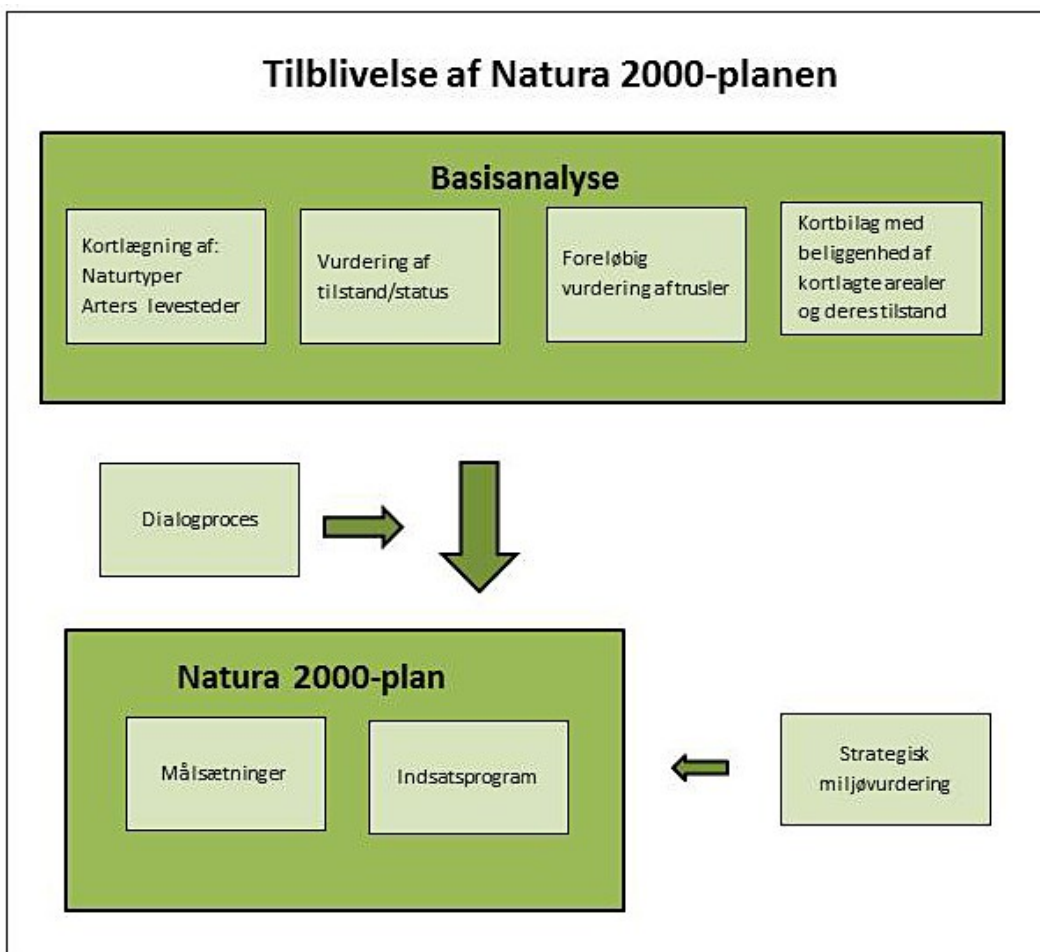 Tilblivelse af Natura 2000-planen
Basisanalyse
Kortlægning af:
Naturtyper
Arters levesteder
Vurdering af
tilstand/status
Foreløbig
vurdering af trusler
Kortbilag med
beliggenhed af
kortlagte arealer
og deres tilstand
Dialogproces
Natura 2000-plan
Målsætninger
Indsatsprogram
Strategisk
miljøvurdering